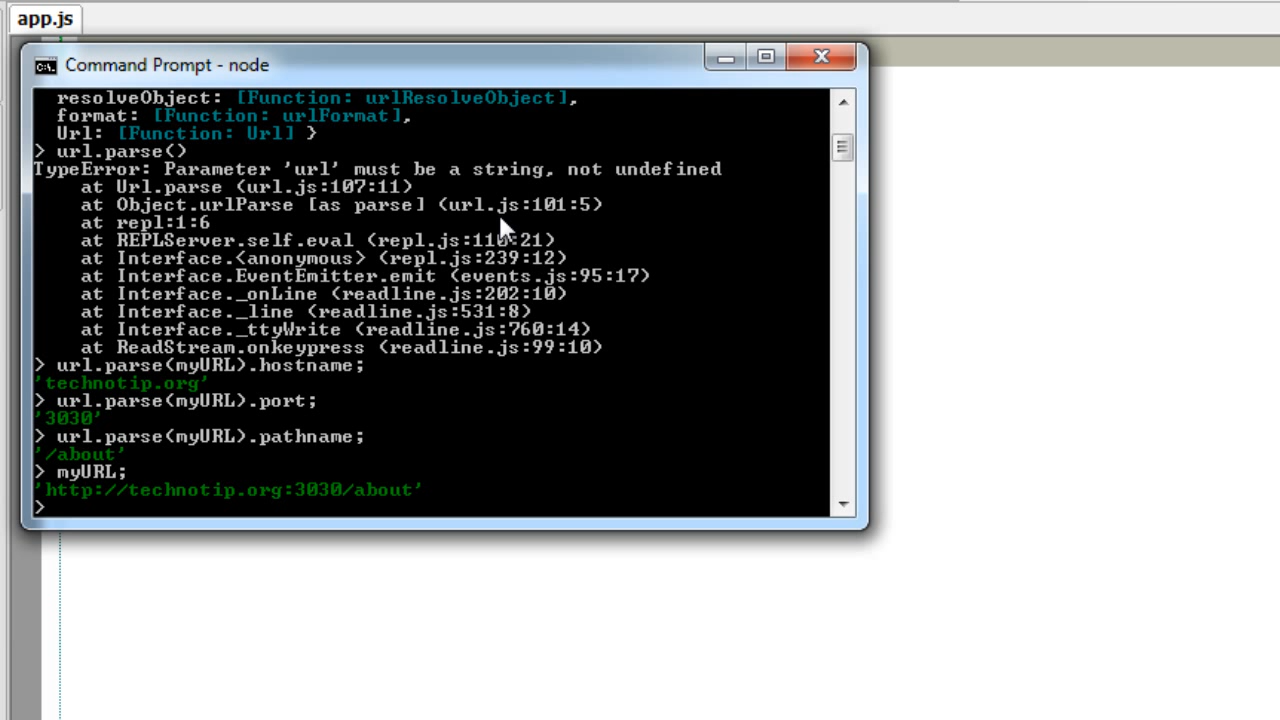 app.js
Command Prompt - node
resolveObject: [Function: urlResolveObject],
format: [Function: urlFormat],
Url: [Function: Url] }
> url.parse()
TypeError: Parameter 'url' must be a string, not undefined
at Url.parse (url.js:107:11)
at Object.urlParse [as parse] (url.js:101:5)
at repl:1:6
at REPLServer.self.eval (repl.js:110:21)
at Interface.<anonymous> (repl.js:239:12)
at Interface.EventEmitter.emit (events.js:95:17)
at Interface._onLine (readline.js:202:10)
at Interface._line (readline.js:531:8)
at Interface._ttyWrite (readline.js:760:14)
at ReadStream.onkeypress (readline.js:99:10)
> url.parse(myURL).hostname;
'technotip.org'
> url.parse(myURL).port;
'3030'
> url.parse(myURL).pathname;
'/about'
> myURL;
'http://technotip.org:3030/about'
>